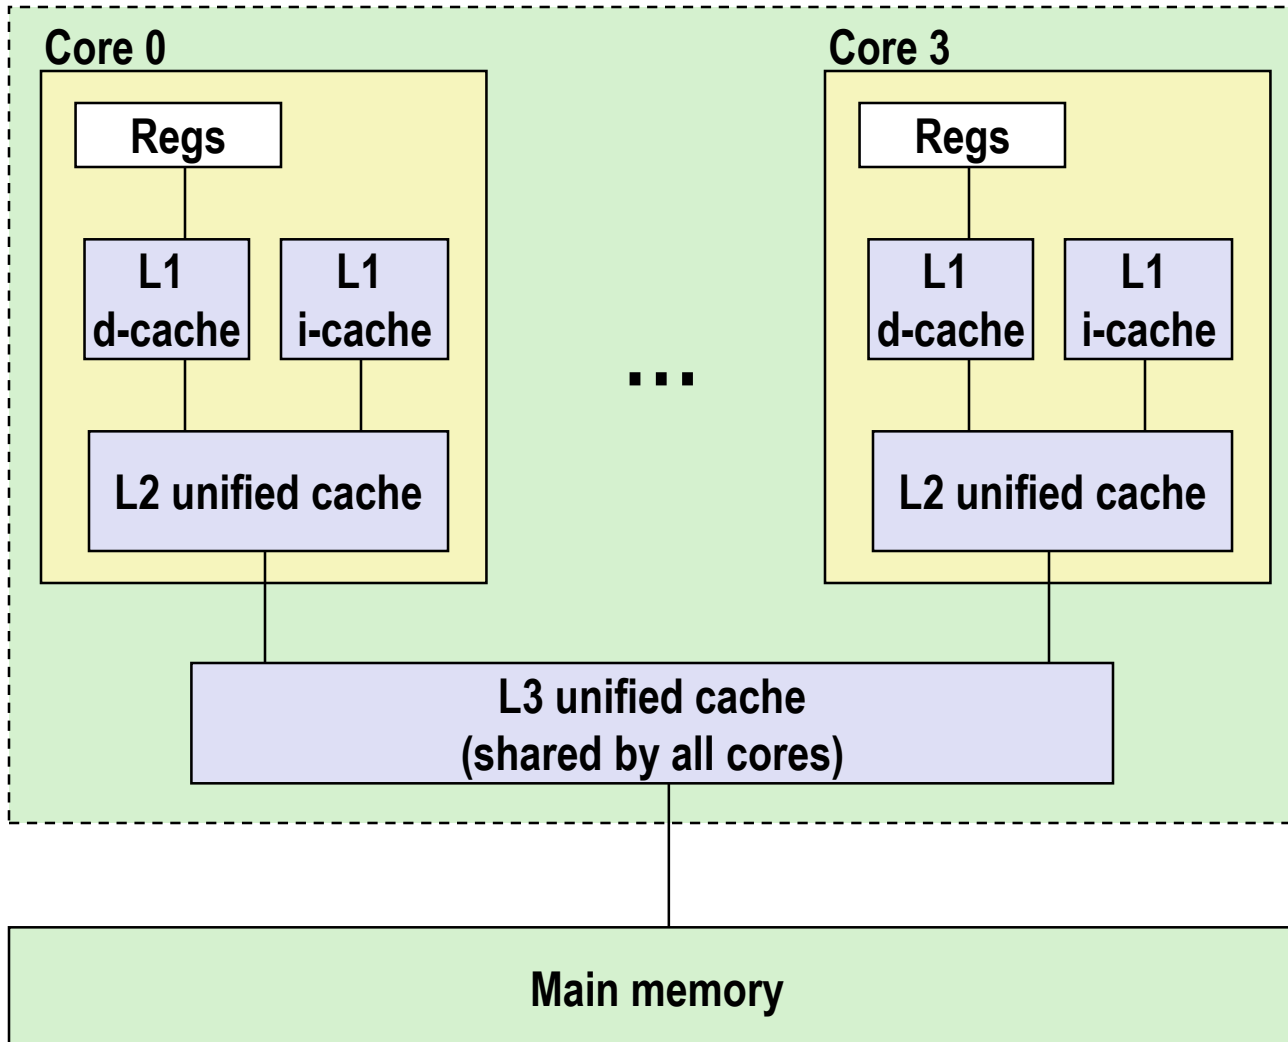 Core 0
Regs
L1
d-cache
L1
i-cache
L2 unified cache
...
Core 3
Regs
L1
d-cache
L1
i-cache
L2 unified cache
L3 unified cache
(shared by all cores)
Main memory